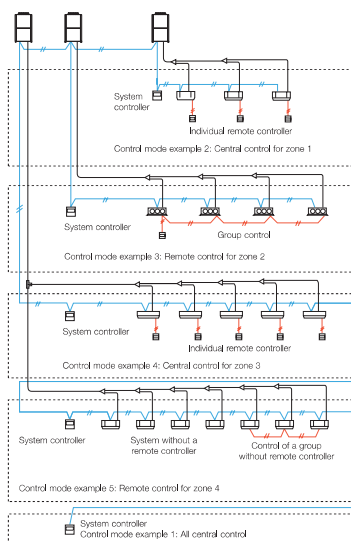 System
controller
Individual remote controller
Control mode example 2: Central control for zone 1
System controller
Group control
Control mode example 3: Remote control for zone 2
System controller
Individual remote controller
Control mode example 4: Central control for zone 3
System controller
System without a
remote controller
Control of a group
without remote controller
Control mode example 5: Remote control for zone 4
System controller
Control mode example 1: All central control